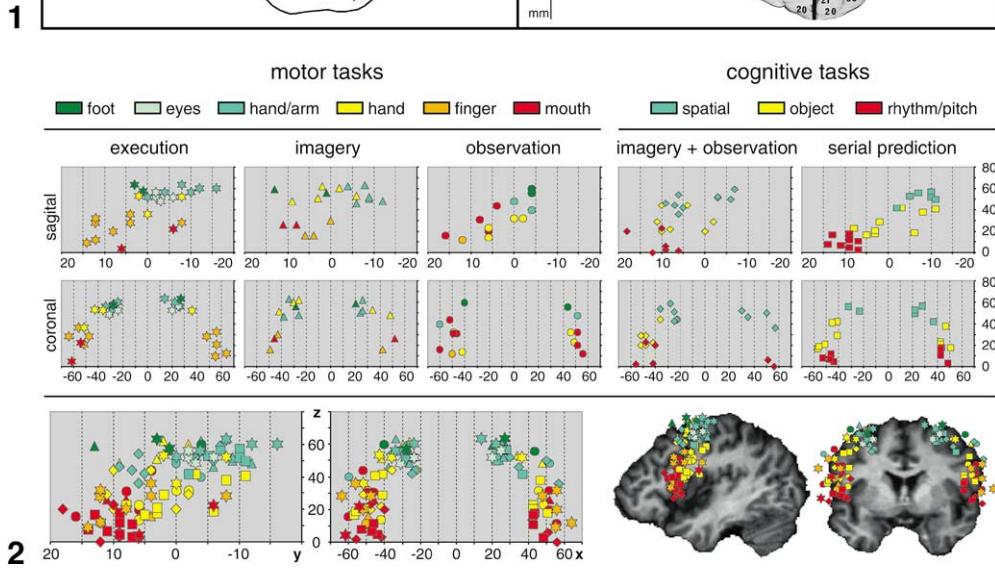 1
mm
20
20
motor tasks
cognitive tasks
foot eyes hand/arm hand finger mouth
spatial object rhythm/pitch
execution imagery observation
imagery + observation serial prediction
sagital
80
60
40
20
0
20 10 0 -10 -20
20 10 0 -10 -20
20 10 0 -10 -20
20 10 0 -10 -20
20 10 0 -10 -20
coronal
80
60
40
20
0
-60 -40 -20 0 20 40 60
-60 -40 -20 0 20 40 60
-60 -40 -20 0 20 40 60
-60 -40 -20 0 20 40 60
-60 -40 -20 0 20 40 60
z
60
40
20
0
2
20 10 0 -10 y
-60 -40 -20 0 20 40 60 x